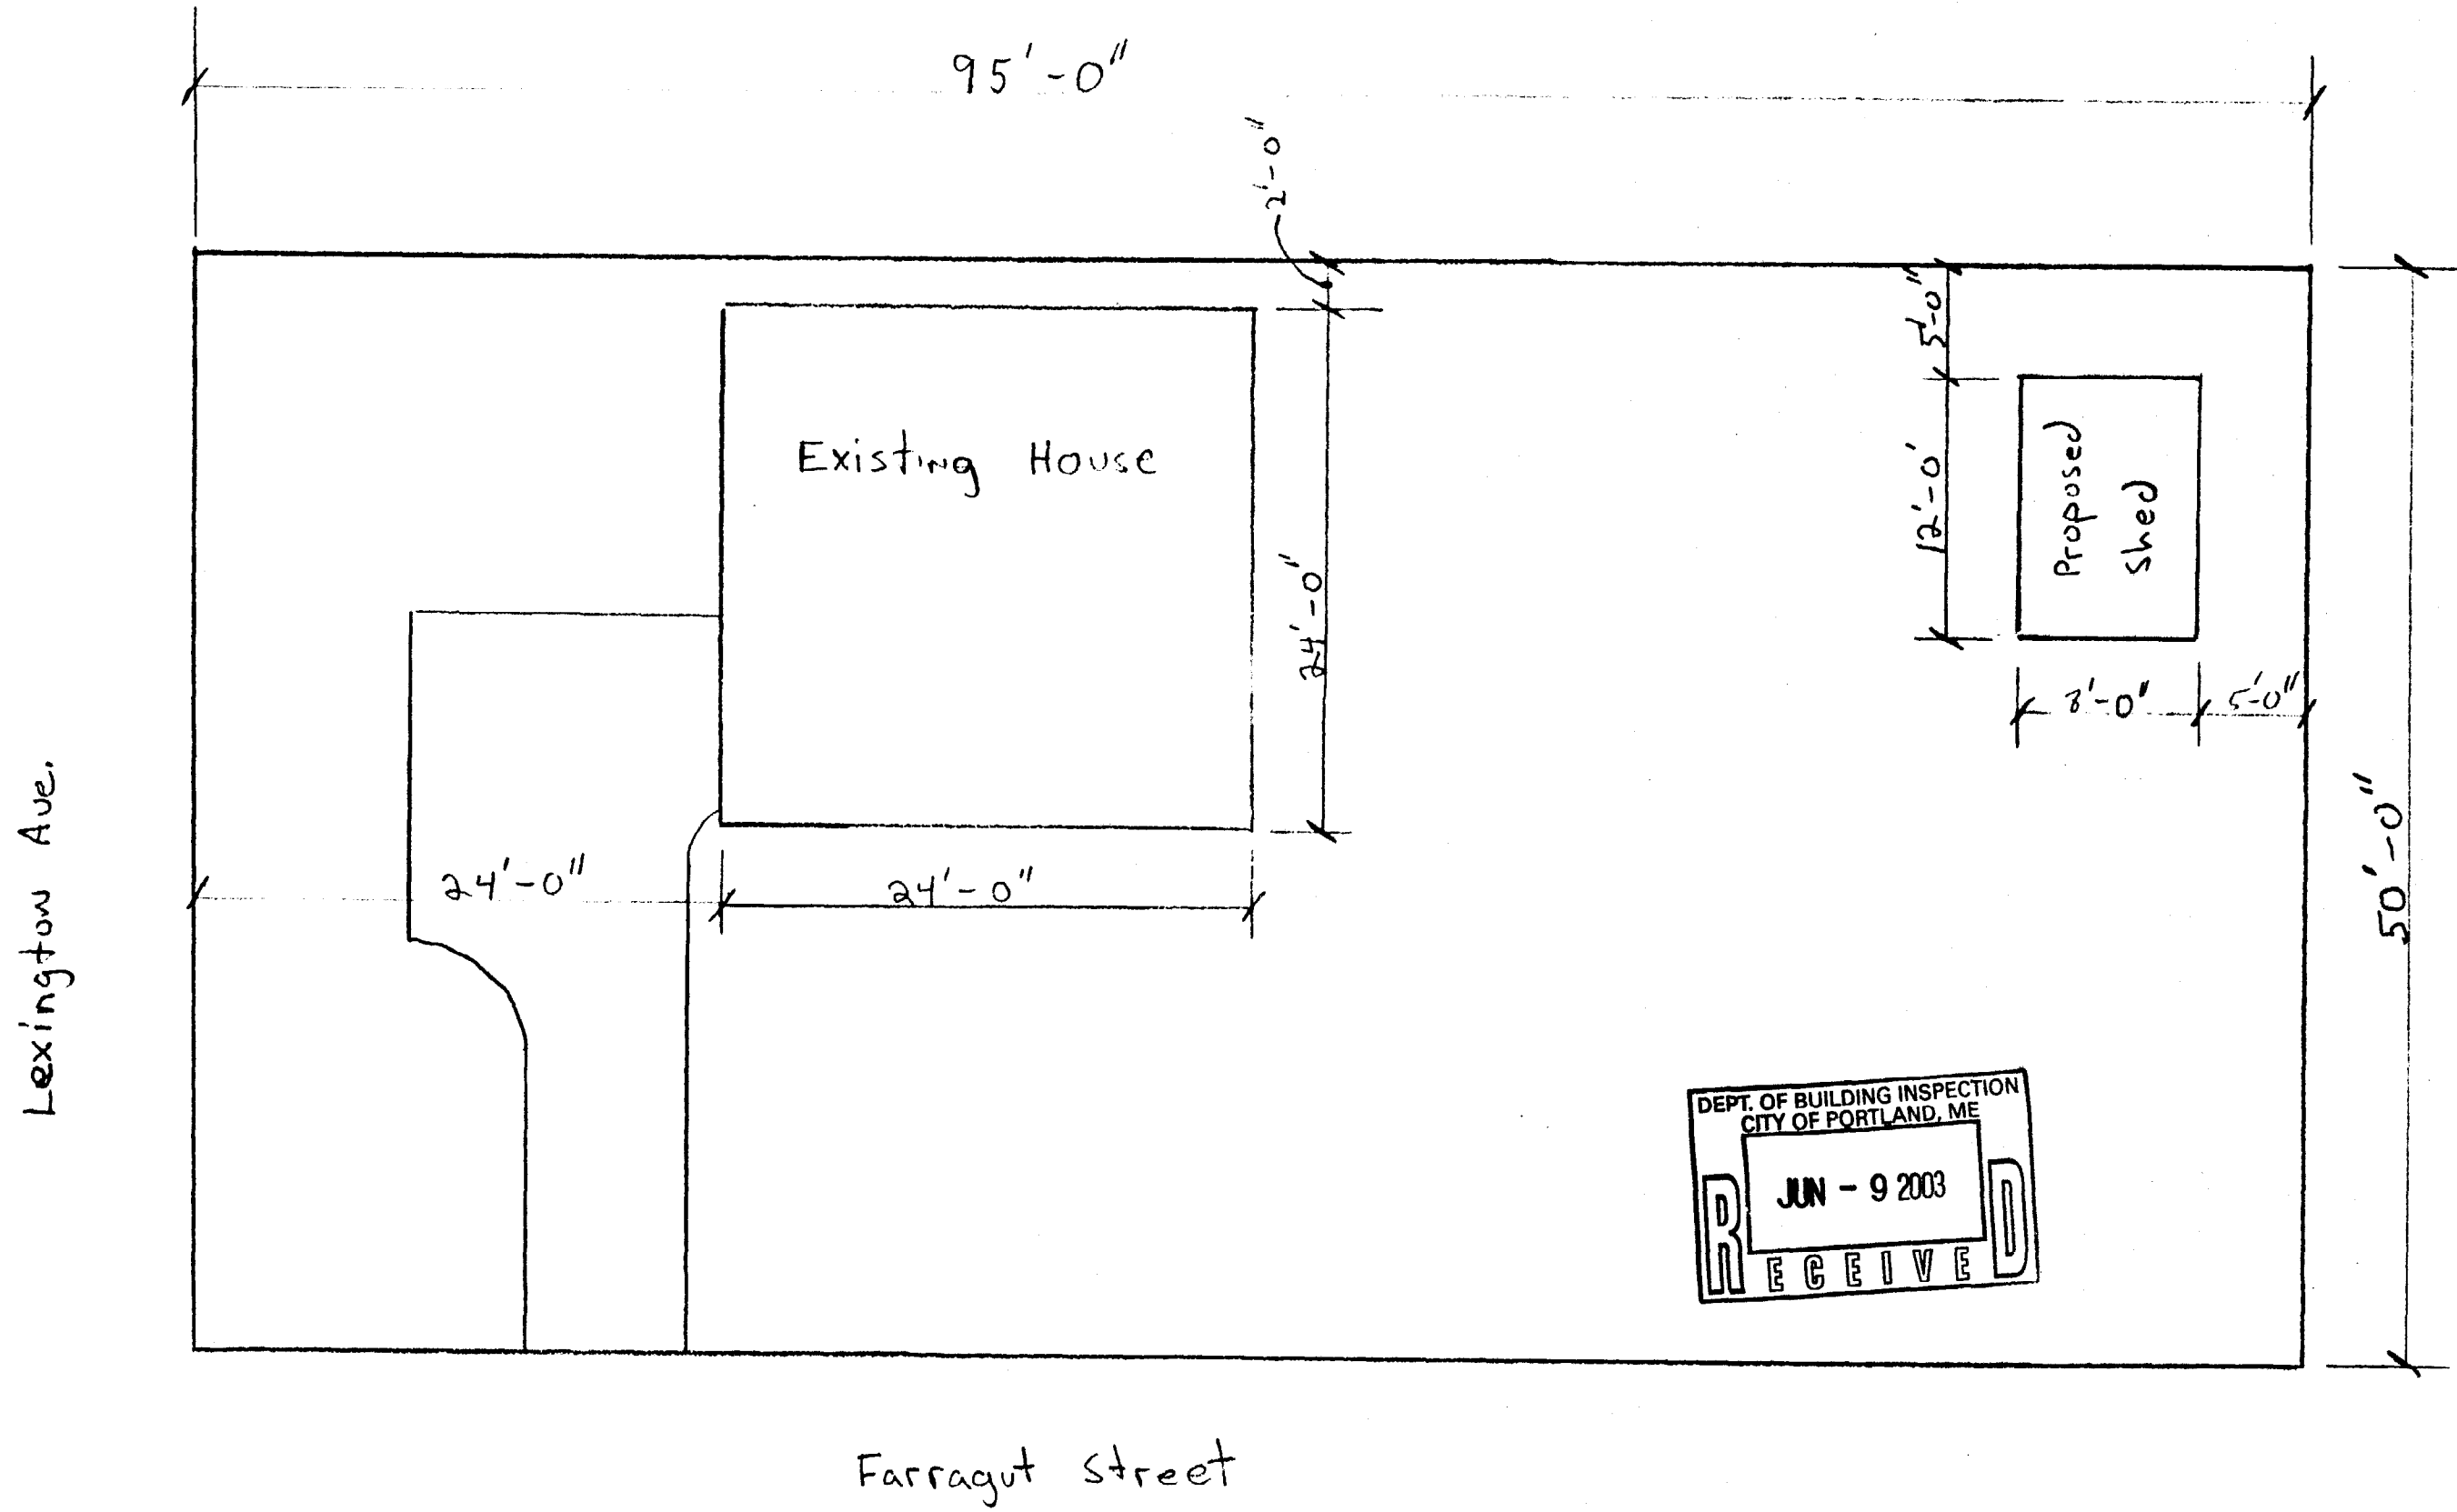 95'-0"
2'-0"
5'-0"
Existing House
12'-0'
Proposed
Shed
24'-0"
8'-0"
5'-0"
24'-0"
24'-0"
50'-0"
Lexington Ave.
DEPT. OF BUILDING INSPECTION
CITY OF PORTLAND, ME
JUN - 9 2003
RECEIVED
Farragut Street